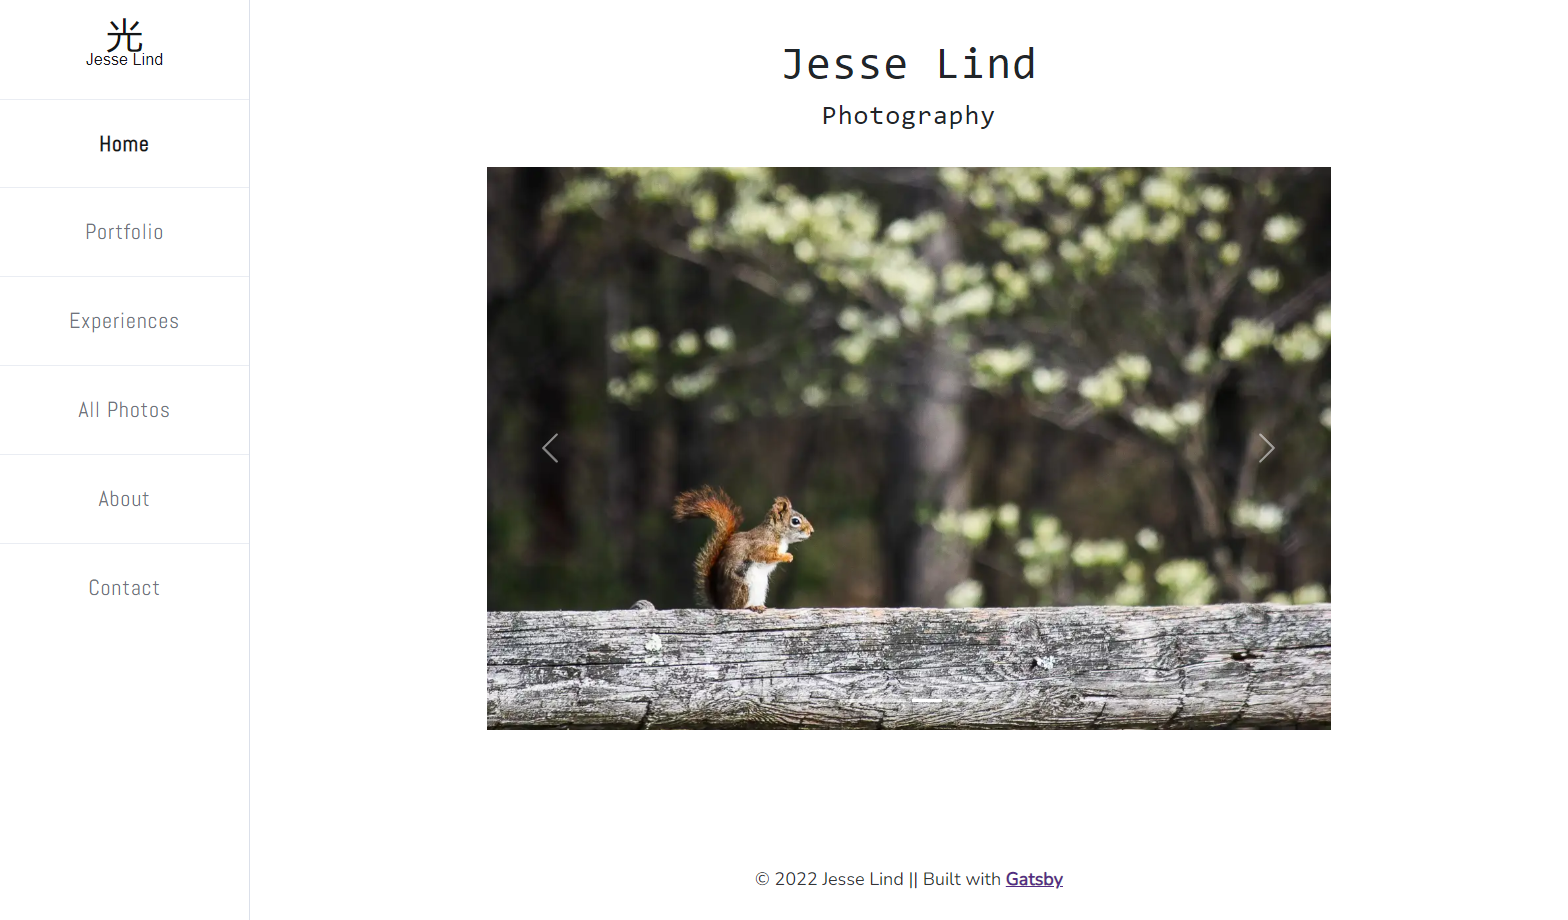 光
Jesse Lind
Home
Portfolio
Experiences
All Photos
About
Contact
Jesse Lind
Photography
© 2022 Jesse Lind || Built with Gatsby